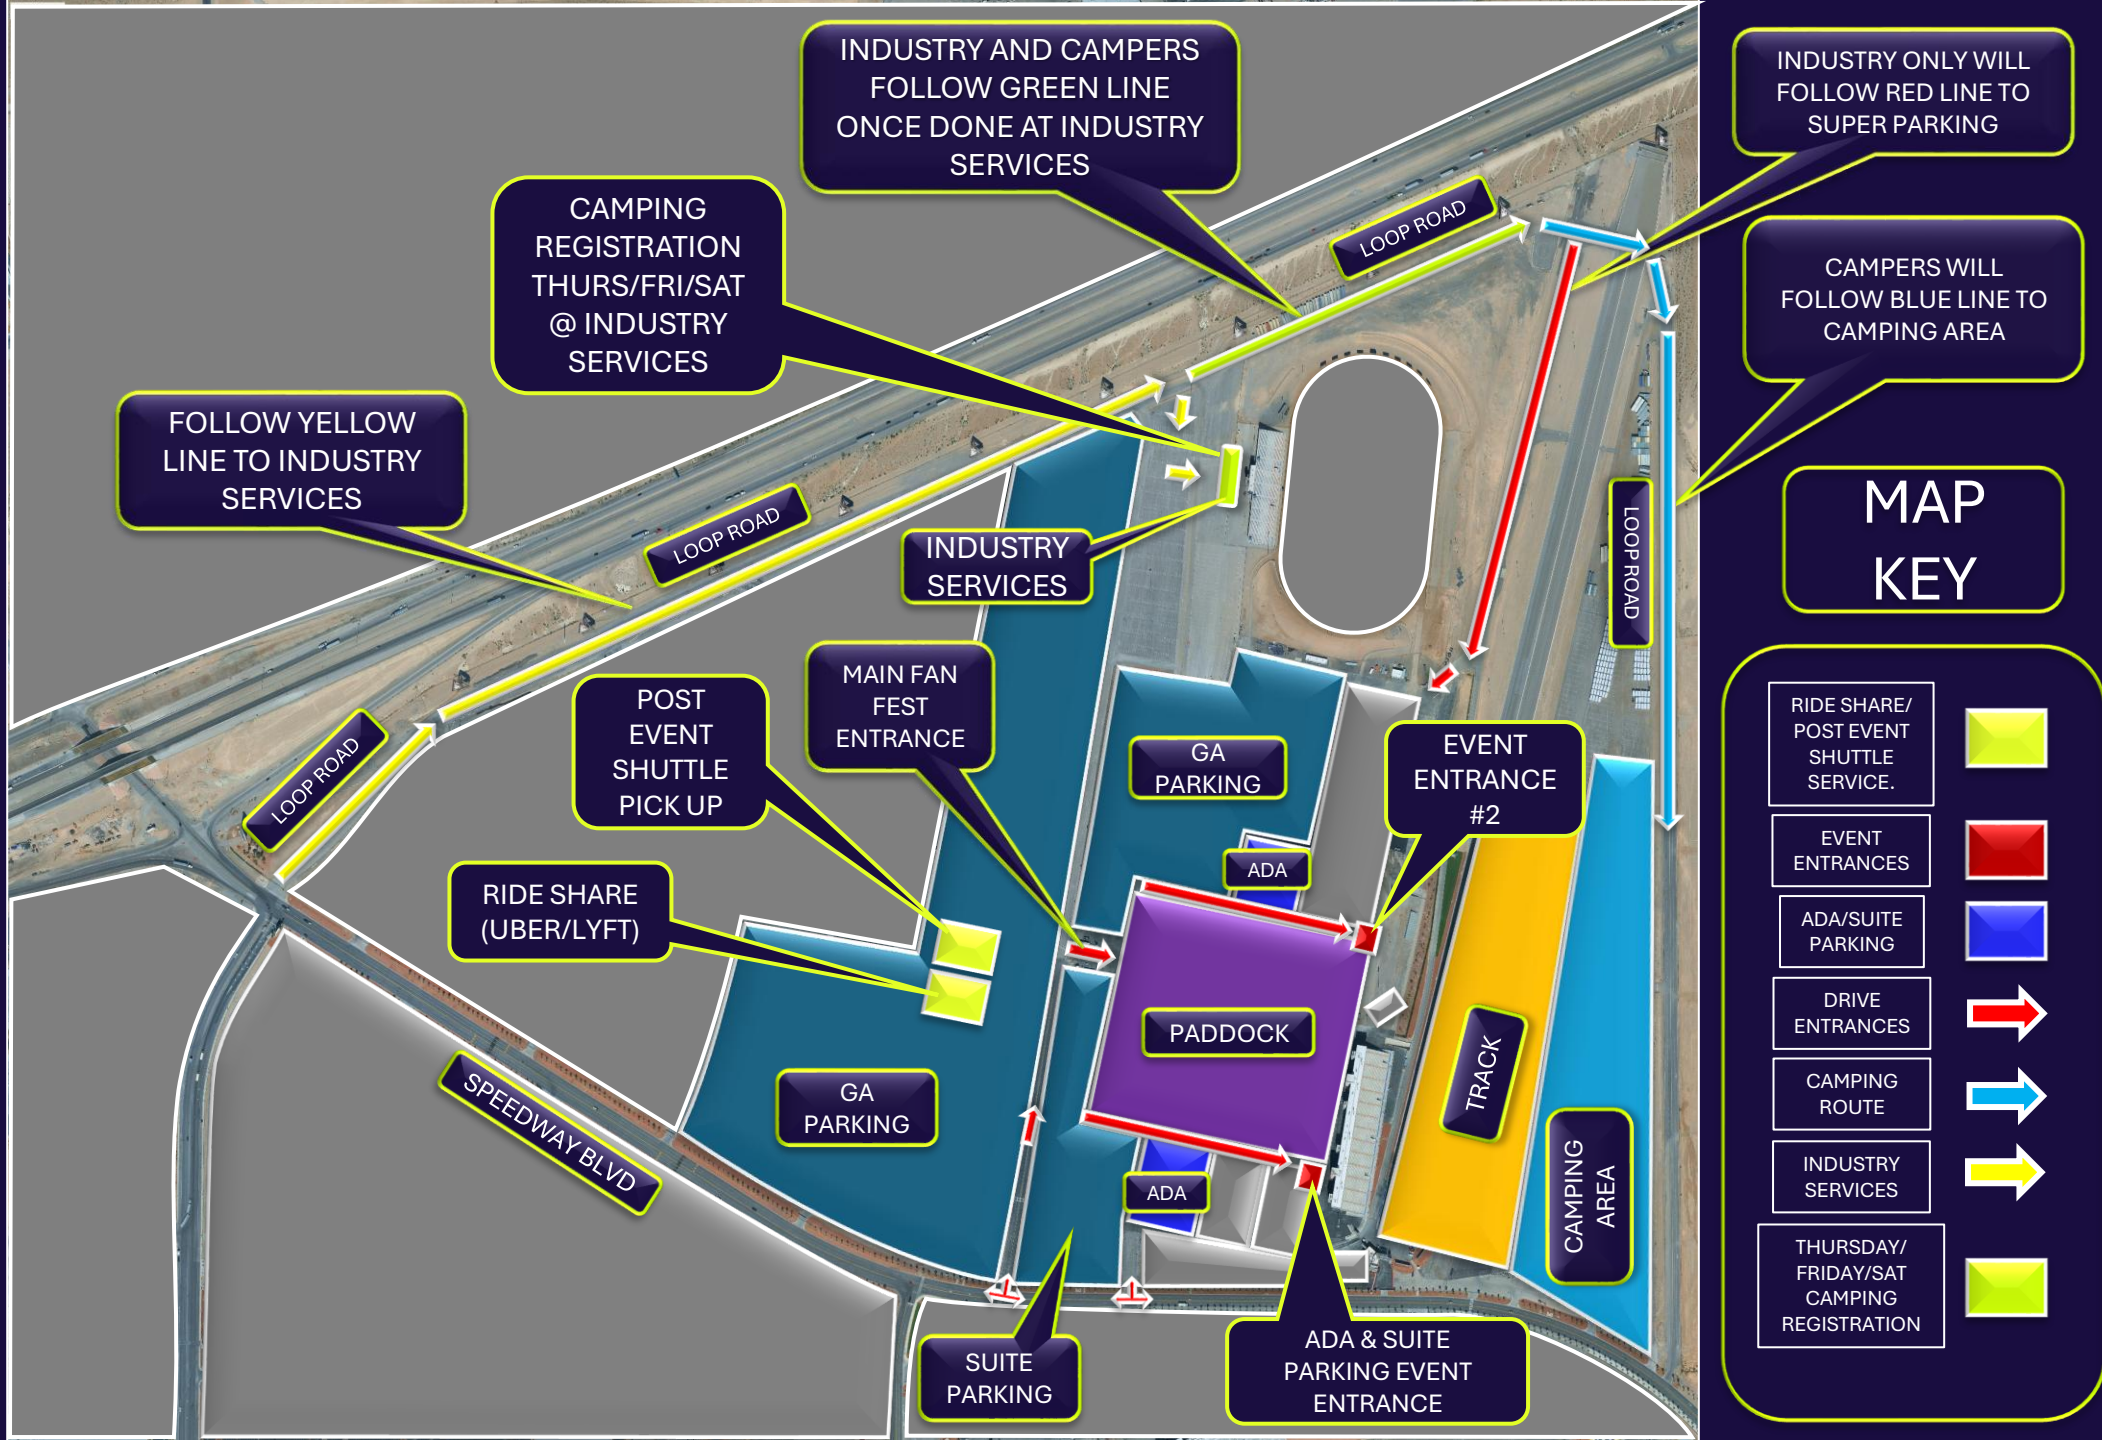 INDUSTRY AND CAMPERS
FOLLOW GREEN LINE
ONCE DONE AT INDUSTRY
SERVICES
INDUSTRY ONLY WILL
FOLLOW RED LINE TO
SUPER PARKING
CAMPING
REGISTRATION
THURS/FRI/SAT
@ INDUSTRY
SERVICES
LOOP ROAD
CAMPERS WILL
FOLLOW BLUE LINE TO
CAMPING AREA
FOLLOW YELLOW
LINE TO INDUSTRY
SERVICES
LOOP ROAD
INDUSTRY
SERVICES
LOOP ROAD
MAP
KEY
POST
EVENT
SHUTTLE
PICK UP
MAIN FAN
FEST
ENTRANCE
LOOP ROAD
GA
PARKING
EVENT
ENTRANCE
#2
ADA
RIDE SHARE
(UBER/LYFT)
PADDOCK
TRACK
GA
PARKING
SPEEDWAY BLVD
ADA
CAMPING
AREA
SUITE
PARKING
ADA & SUITE
PARKING EVENT
ENTRANCE
RIDE SHARE/
POST EVENT
SHUTTLE
SERVICE.
EVENT
ENTRANCES
ADA/SUITE
PARKING
DRIVE
ENTRANCES
CAMPING
ROUTE
INDUSTRY
SERVICES
THURSDAY/
FRIDAY/SAT
CAMPING
REGISTRATION